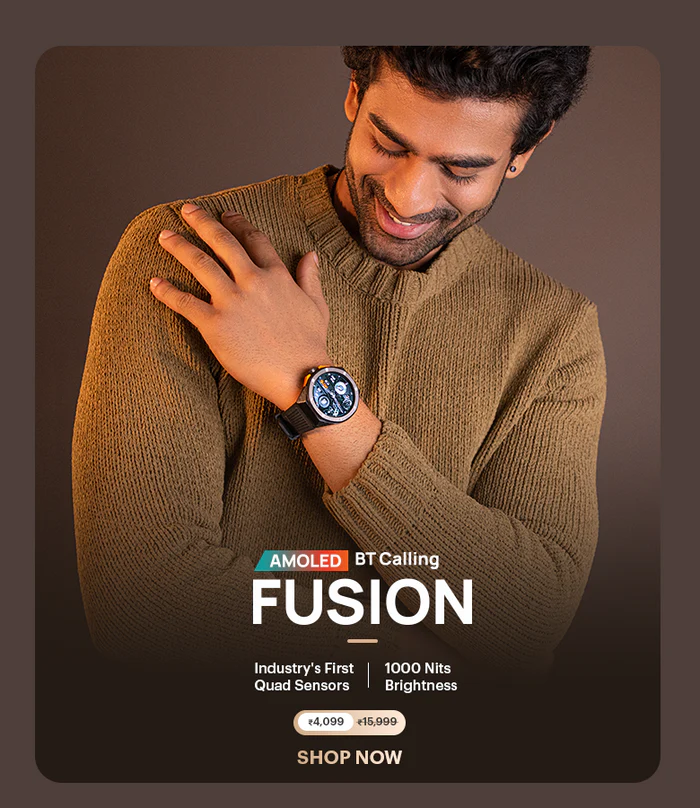 AMOLED BT Calling
FUSION
Industry's First
Quad Sensors
1000 Nits
Brightness
₹4,099 ₹15,999
SHOP NOW